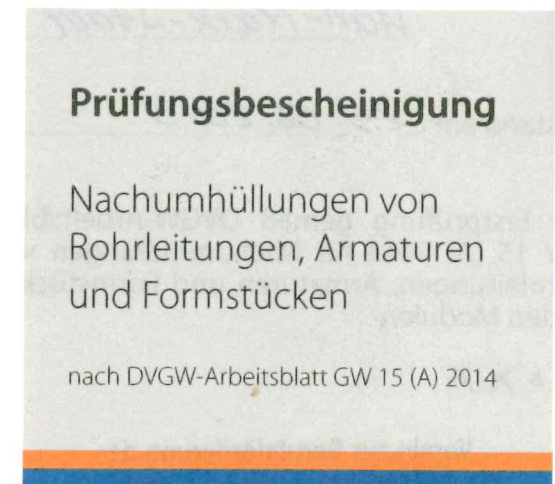 Prüfungsbescheinigung
Nachumhüllungen von
Rohrleitungen, Armaturen
und Formstücken
nach DVGW-Arbeitsblatt GW 15 (A) 2014